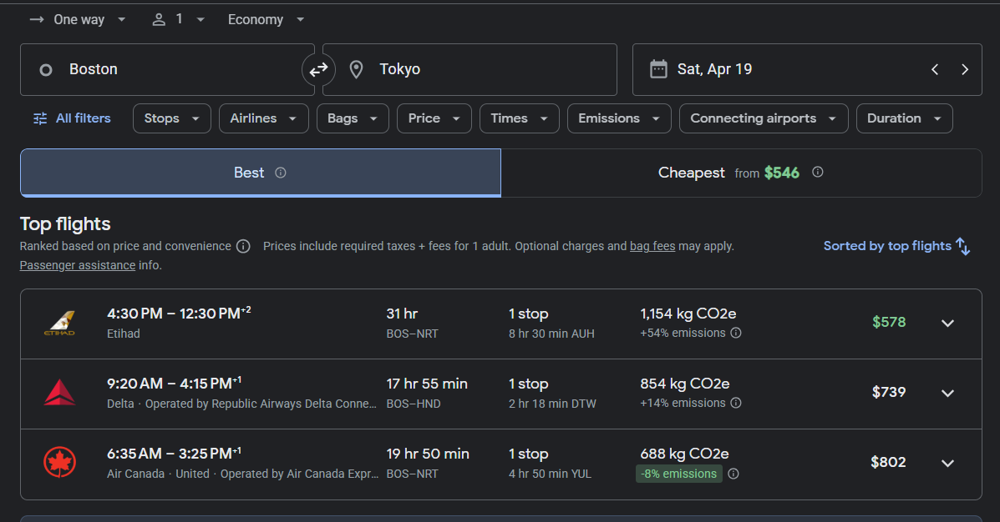 One way 1 Economy
Boston Tokyo Sat, Apr 19
All filters Stops Airlines Bags Price Times Emissions Connecting airports Duration
Best Cheapest from $546
Top flights
Ranked based on price and convenience Prices include required taxes + fees for 1 adult. Optional charges and bag fees may apply.
Passenger assistance info.
Sorted by top flights
4:30 PM – 12:30 PM+2 31 hr 1 stop 1,154 kg CO2e $578
ETIHAD Etihad BOS–NRT 8 hr 30 min AUH +54% emissions
9:20 AM – 4:15 PM+1 17 hr 55 min 1 stop 854 kg CO2e $739
Delta · Operated by Republic Airways Delta Conne... BOS–HND 2 hr 18 min DTW +14% emissions
6:35 AM – 3:25 PM+1 19 hr 50 min 1 stop 688 kg CO2e $802
Air Canada · United · Operated by Air Canada Expr... BOS–NRT 4 hr 50 min YUL -8% emissions